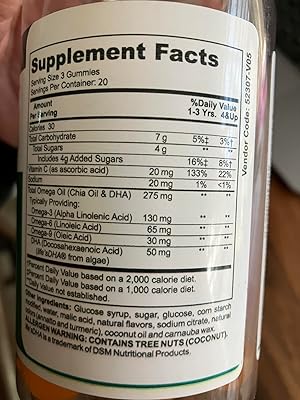 Supplement Facts
Serving Size 3 Gummies
Servings Per Container: 20
Amount Per Serving %Daily Value 1-3 Yrs. 4&Up
Calories 30
Total Carbohydrate 7 g 5%‡ 3%†
Total Sugars 4 g ** **
Includes 4g Added Sugars 16%‡ 8%†
Vitamin C (as ascorbic acid) 20 mg 133% 22%
Sodium 20 mg 1% <1%
Total Omega Oil (Chia Oil & DHA) 275 mg ** **
Typically Providing:
Omega-3 (Alpha Linolenic Acid) 130 mg ** **
Omega-6 (Linoleic Acid) 65 mg ** **
Omega-9 (Oleic Acid) 30 mg ** **
DHA (Docosahexaenoic Acid) 50 mg ** **
(life'sDHA® from algae)
Percent Daily Value based on a 2,000 calorie diet.
Daily Value based on a 1,000 calorie diet.
Daily Value not established.
Other Ingredients: Glucose syrup, sugar, glucose, corn starch
water, malic acid, natural flavors, sodium citrate, natural
(annatto and turmeric), coconut oil and carnauba wax.
ALLERGEN WARNING: CONTAINS TREE NUTS (COCONUT).
is a trademark of DSM Nutritional Products.
Vendor Code: 52307-V05